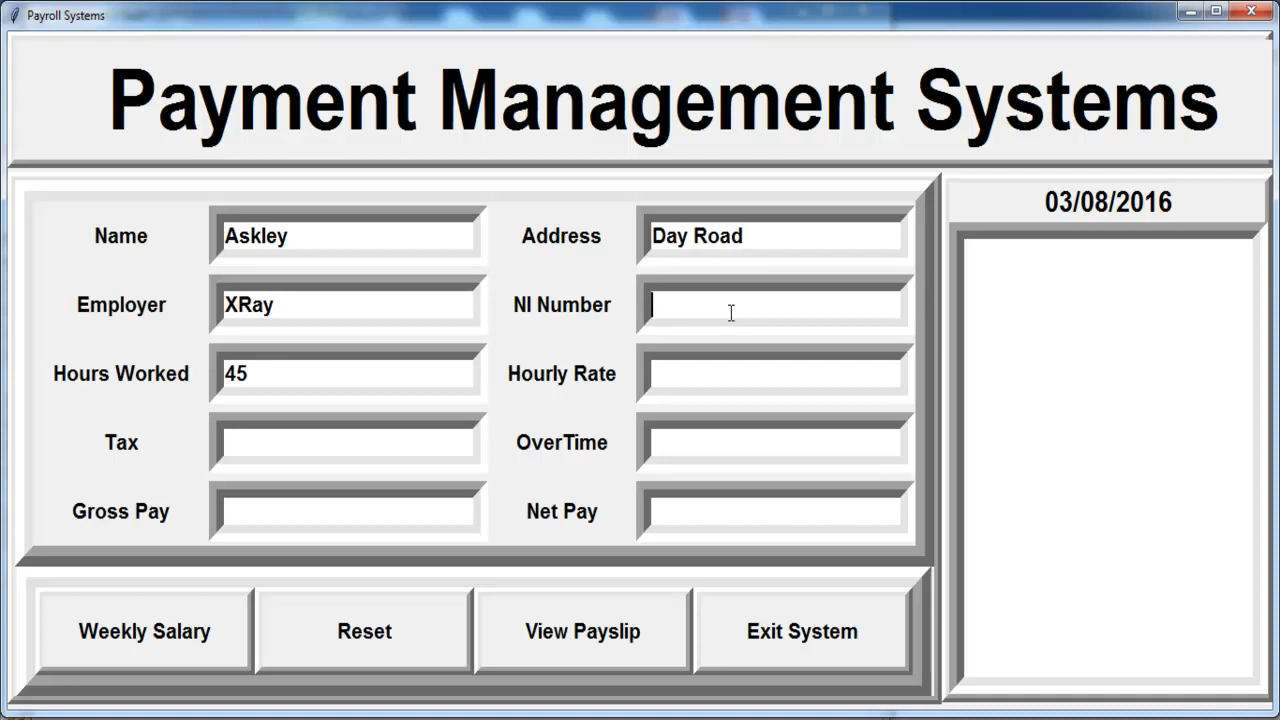 Payroll Systems
Payment Management Systems
03/08/2016
Name Askley Address Day Road
Employer XRay NI Number
Hours Worked 45 Hourly Rate
Tax OverTime
Gross Pay Net Pay
Weekly Salary Reset View Payslip Exit System